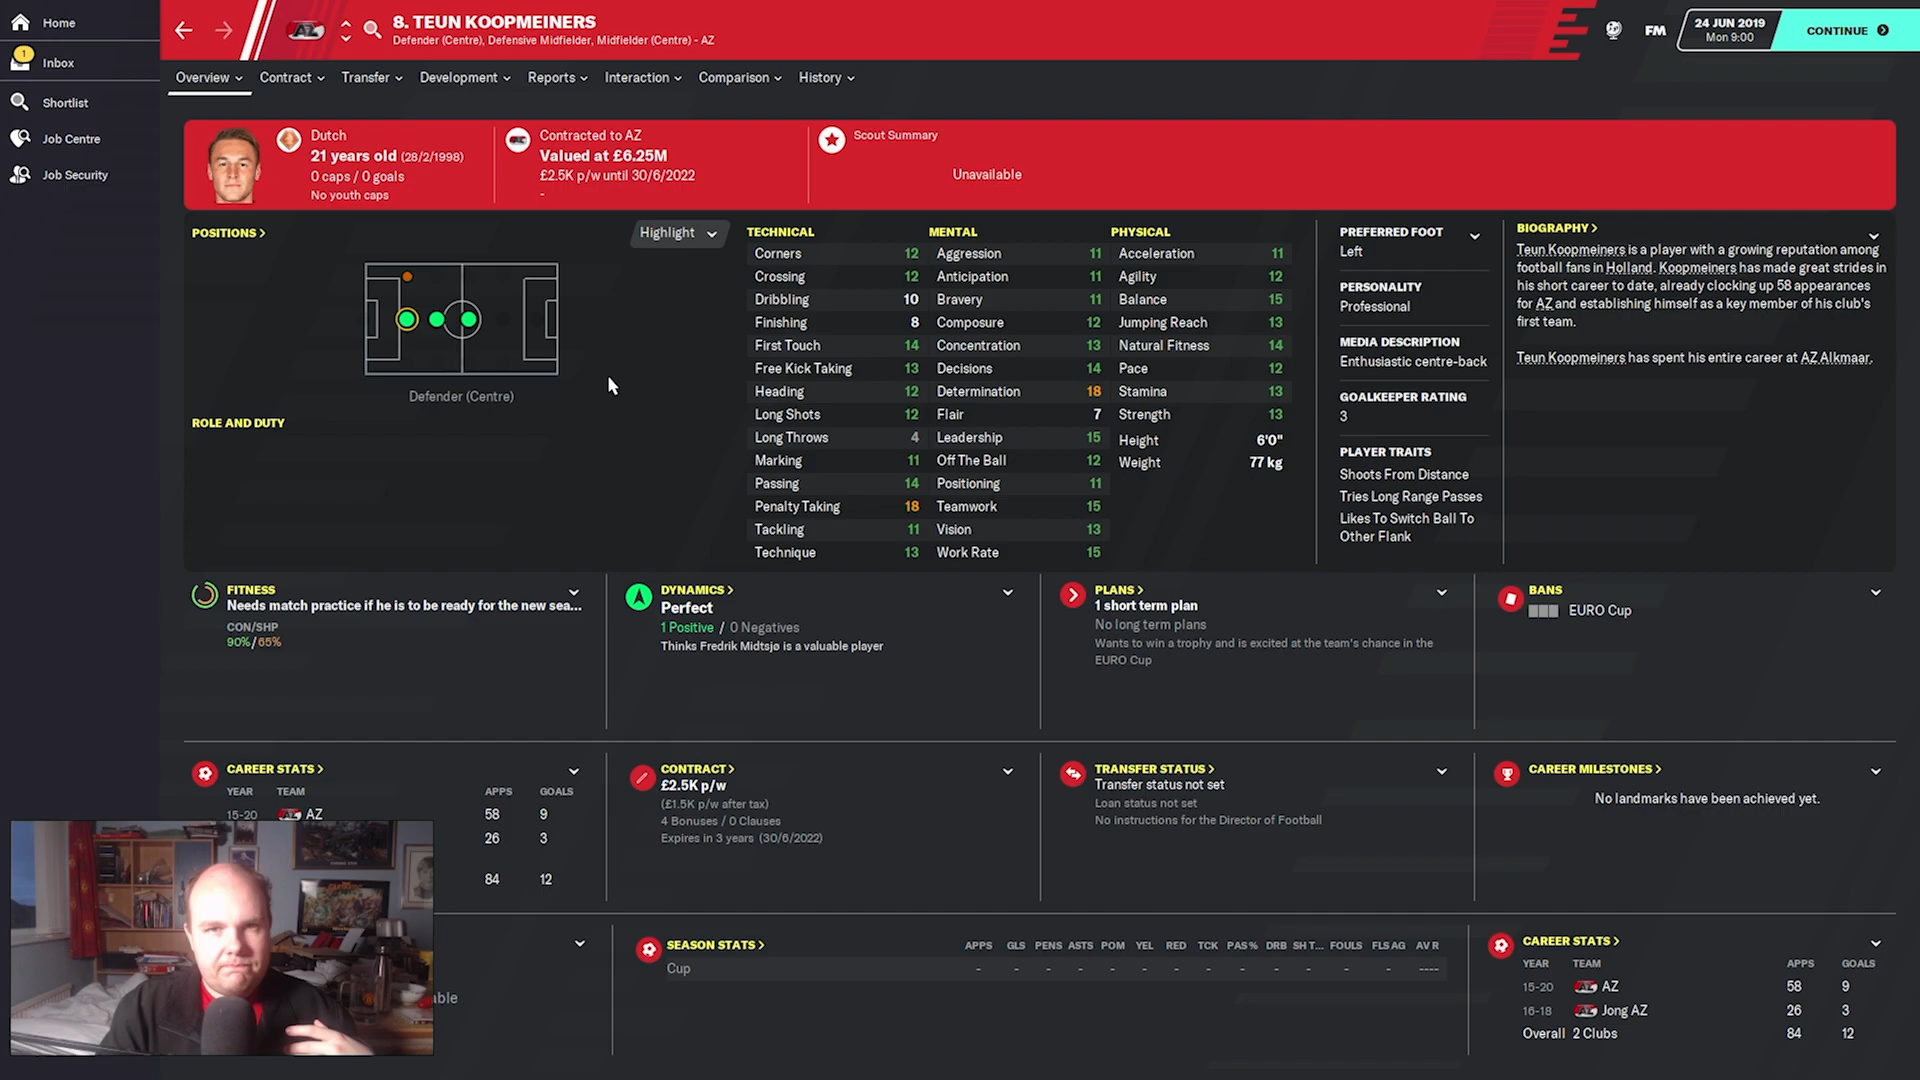 Home
1
Inbox
Shortlist
Job Centre
Job Security
8. TEUN KOOPMEINERS
Defender (Centre), Defensive Midfielder, Midfielder (Centre) - AZ
FM
24 JUN 2019
Mon 9:00
CONTINUE
Overview
Contract
Transfer
Development
Reports
Interaction
Comparison
History
Dutch
21 years old (28/2/1998)
0 caps / 0 goals
No youth caps
Contracted to AZ
Valued at £6.25M
£2.5K p/w until 30/6/2022
-
Scout Summary
Unavailable
POSITIONS >
Highlight
Defender (Centre)
ROLE AND DUTY
TECHNICAL
Corners 12
Crossing 12
Dribbling 10
Finishing 8
First Touch 14
Free Kick Taking 13
Heading 12
Long Shots 12
Long Throws 4
Marking 11
Passing 14
Penalty Taking 18
Tackling 11
Technique 13
MENTAL
Aggression 11
Anticipation 11
Bravery 11
Composure 12
Concentration 13
Decisions 14
Determination 18
Flair 7
Leadership 15
Off The Ball 12
Positioning 11
Teamwork 15
Vision 13
Work Rate 15
PHYSICAL
Acceleration 11
Agility 12
Balance 15
Jumping Reach 13
Natural Fitness 14
Pace 12
Stamina 13
Strength 13
Height 6'0"
Weight 77 kg
PREFERRED FOOT
Left
PERSONALITY
Professional
MEDIA DESCRIPTION
Enthusiastic centre-back
GOALKEEPER RATING
3
PLAYER TRAITS
Shoots From Distance
Tries Long Range Passes
Likes To Switch Ball To
Other Flank
BIOGRAPHY >
Teun Koopmeiners is a player with a growing reputation among
football fans in Holland. Koopmeiners has made great strides in
his short career to date, already clocking up 58 appearances
for AZ and establishing himself as a key member of his club's
first team.
Teun Koopmeiners has spent his entire career at AZ Alkmaar.
FITNESS
Needs match practice if he is to be ready for the new sea...
CON/SHP
90% / 65%
DYNAMICS >
Perfect
1 Positive / 0 Negatives
Thinks Fredrik Midtsjø is a valuable player
PLANS >
1 short term plan
No long term plans
Wants to win a trophy and is excited at the team's chance in the
EURO Cup
BANS
EURO Cup
CAREER STATS >
YEAR TEAM APPS GOALS
15-20 AZ 58 9
26 3
84 12
CONTRACT >
£2.5K p/w
(£1.5K p/w after tax)
4 Bonuses / 0 Clauses
Expires in 3 years (30/6/2022)
TRANSFER STATUS >
Transfer status not set
Loan status not set
No instructions for the Director of Football
CAREER MILESTONES >
No landmarks have been achieved yet.
able
SEASON STATS >
APPS GLS PENS ASTS POM YEL RED TCK PAS% DRB SH T... FOULS FLS AG AV R
Cup - - - - - - - - - - - - - ----
CAREER STATS >
YEAR TEAM APPS GOALS
15-20 AZ 58 9
16-18 Jong AZ 26 3
Overall 2 Clubs 84 12